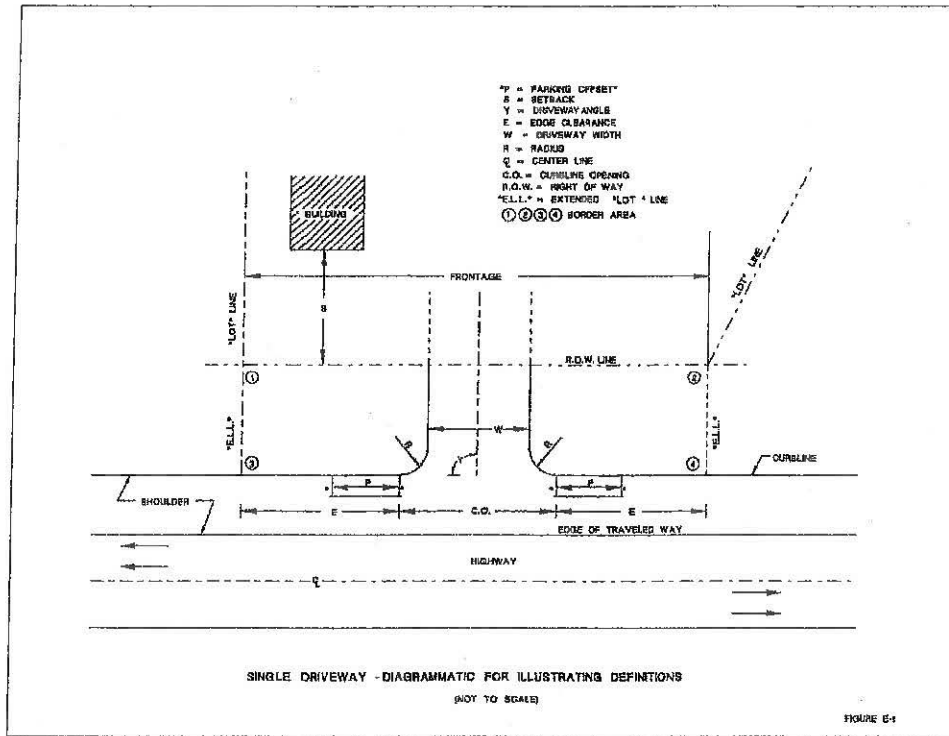 "P = PARKING OFFSET"
S = SETBACK
Y = DRIVEWAY ANGLE
E = EDGE CLEARANCE
W = DRIVEWAY WIDTH
R = RADIUS
℄ = CENTER LINE
C.O. = CURBLINE OPENING
R.O.W. = RIGHT OF WAY
"E.L.L." = EXTENDED "LOT" LINE
①②③④ BORDER AREA
BUILDING
FRONTAGE
"LOT" LINE
"LOT" LINE
S
R.O.W. LINE
①
②
W
"E.L.L."
"E.L.L."
R
R
Y
③
④
CURBLINE
P
P
SHOULDER
E
C.O.
E
EDGE OF TRAVELED WAY
HIGHWAY
℄
SINGLE DRIVEWAY - DIAGRAMMATIC FOR ILLUSTRATING DEFINITIONS
(NOT TO SCALE)